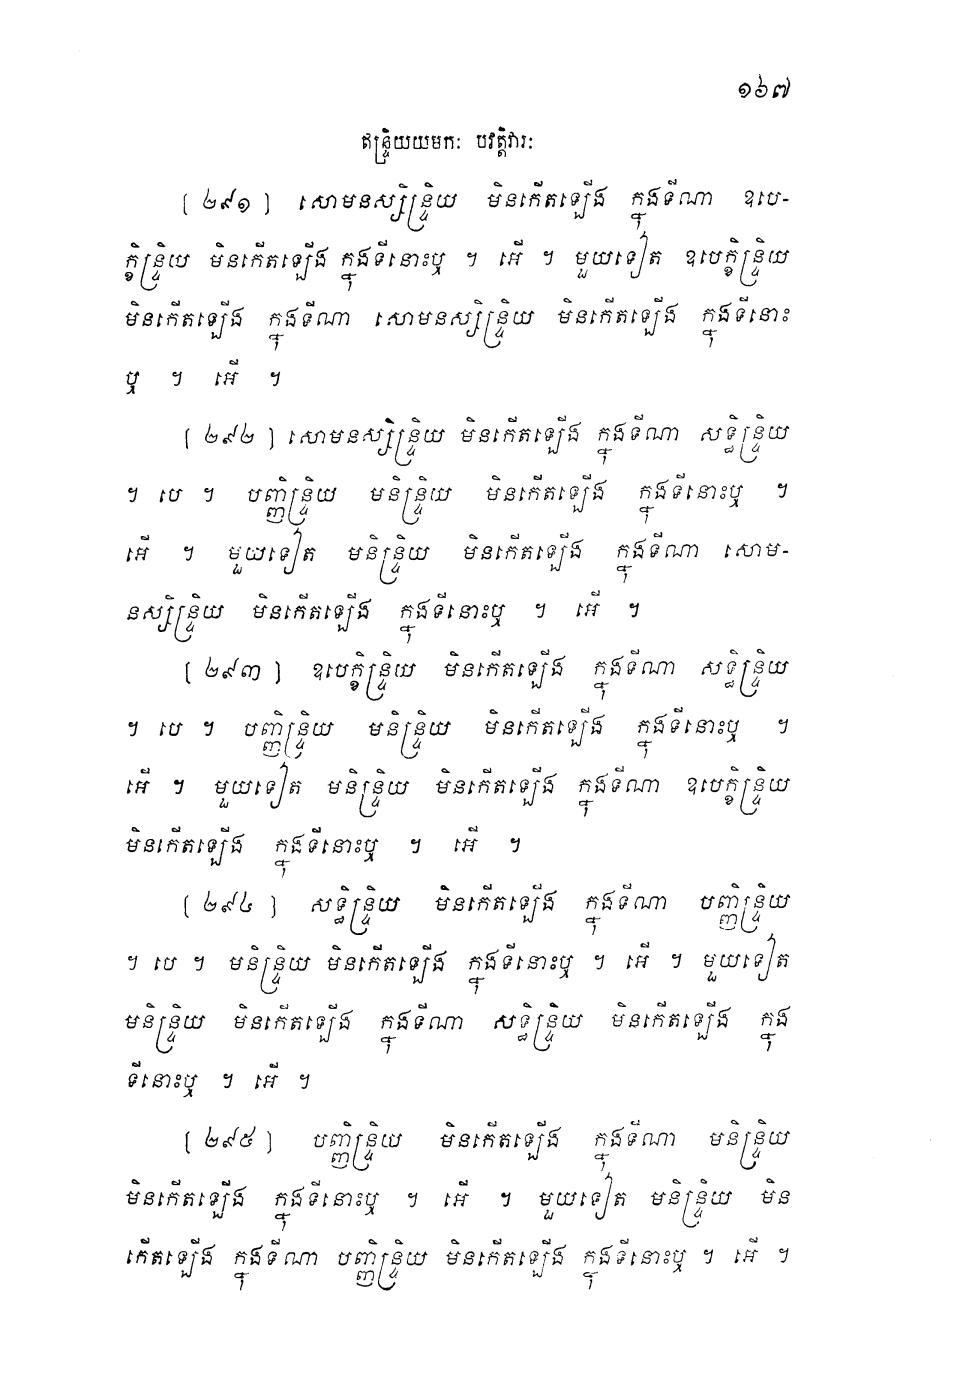 ១៦៧
ឥន្ទ្រិយយមកៈ បវត្តិវារៈ
[ ២៩១ ] សោមនស្សិន្ទ្រិយ មិនកើតឡើង ក្នុងទីណា ឧបេ-
ក្ខិន្ទ្រិយ មិនកើតឡើង ក្នុងទីនោះឬ ។ អើ ។ មួយទៀត ឧបេក្ខិន្ទ្រិយ
មិនកើតឡើង ក្នុងទីណា សោមនស្សិន្ទ្រិយ មិនកើតឡើង ក្នុងទីនោះ
ឬ ។ អើ ។
[ ២៩២ ] សោមនស្សិន្ទ្រិយ មិនកើតឡើង ក្នុងទីណា សទ្ធិន្ទ្រិយ
។ បេ ។ បញ្ញិន្ទ្រិយ មនិន្ទ្រិយ មិនកើតឡើង ក្នុងទីនោះឬ ។
អើ ។ មួយទៀត មនិន្ទ្រិយ មិនកើតឡើង ក្នុងទីណា សោម-
នស្សិន្ទ្រិយ មិនកើតឡើង ក្នុងទីនោះឬ ។ អើ ។
[ ២៩៣ ] ឧបេក្ខិន្ទ្រិយ មិនកើតឡើង ក្នុងទីណា សទ្ធិន្ទ្រិយ
។ បេ ។ បញ្ញិន្ទ្រិយ មនិន្ទ្រិយ មិនកើតឡើង ក្នុងទីនោះឬ ។
អើ ។ មួយទៀត មនិន្ទ្រិយ មិនកើតឡើង ក្នុងទីណា ឧបេក្ខិន្ទ្រិយ
មិនកើតឡើង ក្នុងទីនោះឬ ។ អើ ។
[ ២៩៤ ] សទ្ធិន្ទ្រិយ មិនកើតឡើង ក្នុងទីណា បញ្ញិន្ទ្រិយ
។ បេ ។ មនិន្ទ្រិយ មិនកើតឡើង ក្នុងទីនោះឬ ។ អើ ។ មួយទៀត
មនិន្ទ្រិយ មិនកើតឡើង ក្នុងទីណា សទ្ធិន្ទ្រិយ មិនកើតឡើង ក្នុង
ទីនោះឬ ។ អើ ។
[ ២៩៥ ] បញ្ញិន្ទ្រិយ មិនកើតឡើង ក្នុងទីណា មនិន្ទ្រិយ
មិនកើតឡើង ក្នុងទីនោះឬ ។ អើ ។ មួយទៀត មនិន្ទ្រិយ មិន
កើតឡើង ក្នុងទីណា បញ្ញិន្ទ្រិយ មិនកើតឡើង ក្នុងទីនោះឬ ។ អើ ។